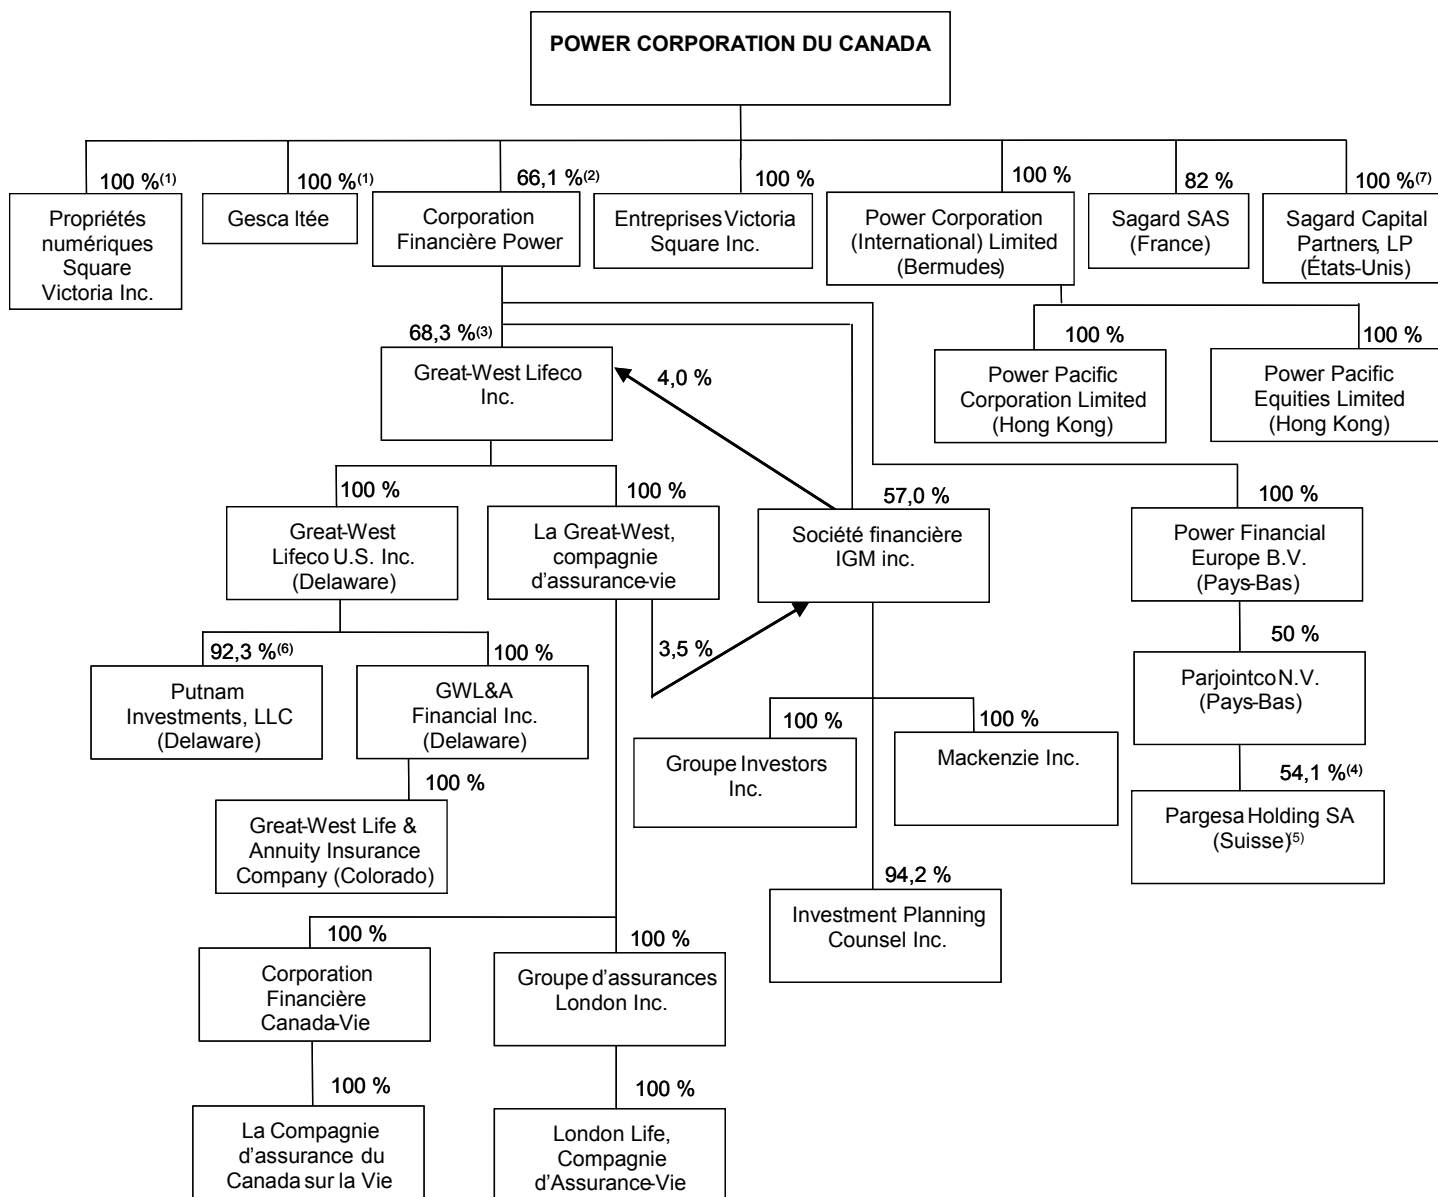 POWER CORPORATION DU CANADA
100 %(1)
Propriétés
numériques
Square
Victoria Inc.
100 %(1)
Gesca ltée
66,1 %(2)
Corporation
Financière Power
100 %
Entreprises Victoria
Square Inc.
100 %
Power Corporation
(International) Limited
(Bermudes)
82 %
Sagard SAS
(France)
100 %(7)
Sagard Capital
Partners, LP
(États-Unis)
68,3 %(3)
Great-West Lifeco
Inc.
4,0 %
100 %
Power Pacific
Corporation Limited
(Hong Kong)
100 %
Power Pacific
Equities Limited
(Hong Kong)
100 %
Great-West
Lifeco U.S. Inc.
(Delaware)
100 %
La Great-West,
compagnie
d'assurance-vie
57,0 %
Société financière
IGM inc.
100 %
Power Financial
Europe B.V.
(Pays-Bas)
3,5 %
92,3 %(6)
Putnam
Investments, LLC
(Delaware)
100 %
GWL&A
Financial Inc.
(Delaware)
50 %
Parjointco N.V.
(Pays-Bas)
100 %
Groupe Investors
Inc.
100 %
Mackenzie Inc.
100 %
Great-West Life &
Annuity Insurance
Company (Colorado)
54,1 %(4)
Pargesa Holding SA
(Suisse)(5)
94,2 %
Investment Planning
Counsel Inc.
100 %
Corporation
Financière
Canada-Vie
100 %
Groupe d'assurances
London Inc.
100 %
La Compagnie
d'assurance du
Canada sur la Vie
100 %
London Life,
Compagnie
d'Assurance-Vie